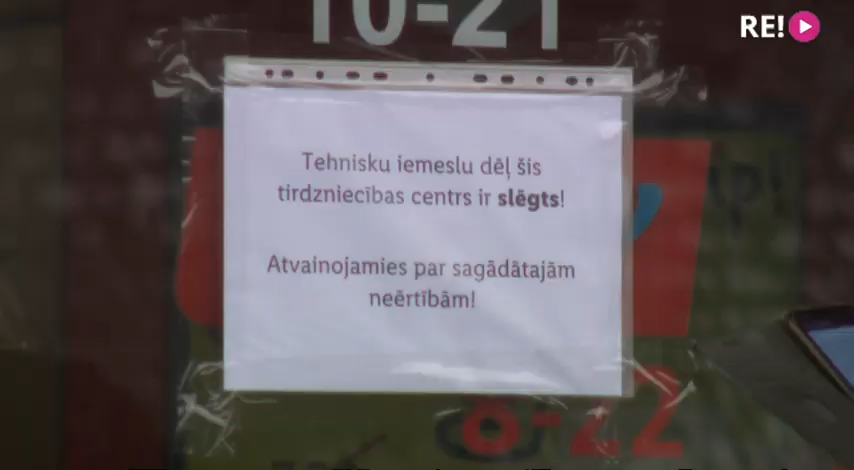 10-21
RE!
Tehnisku iemeslu dēļ šis
tirdzniecības centrs ir slēgts!
Atvainojamies par sagādātajām
neērtībām!
8-22